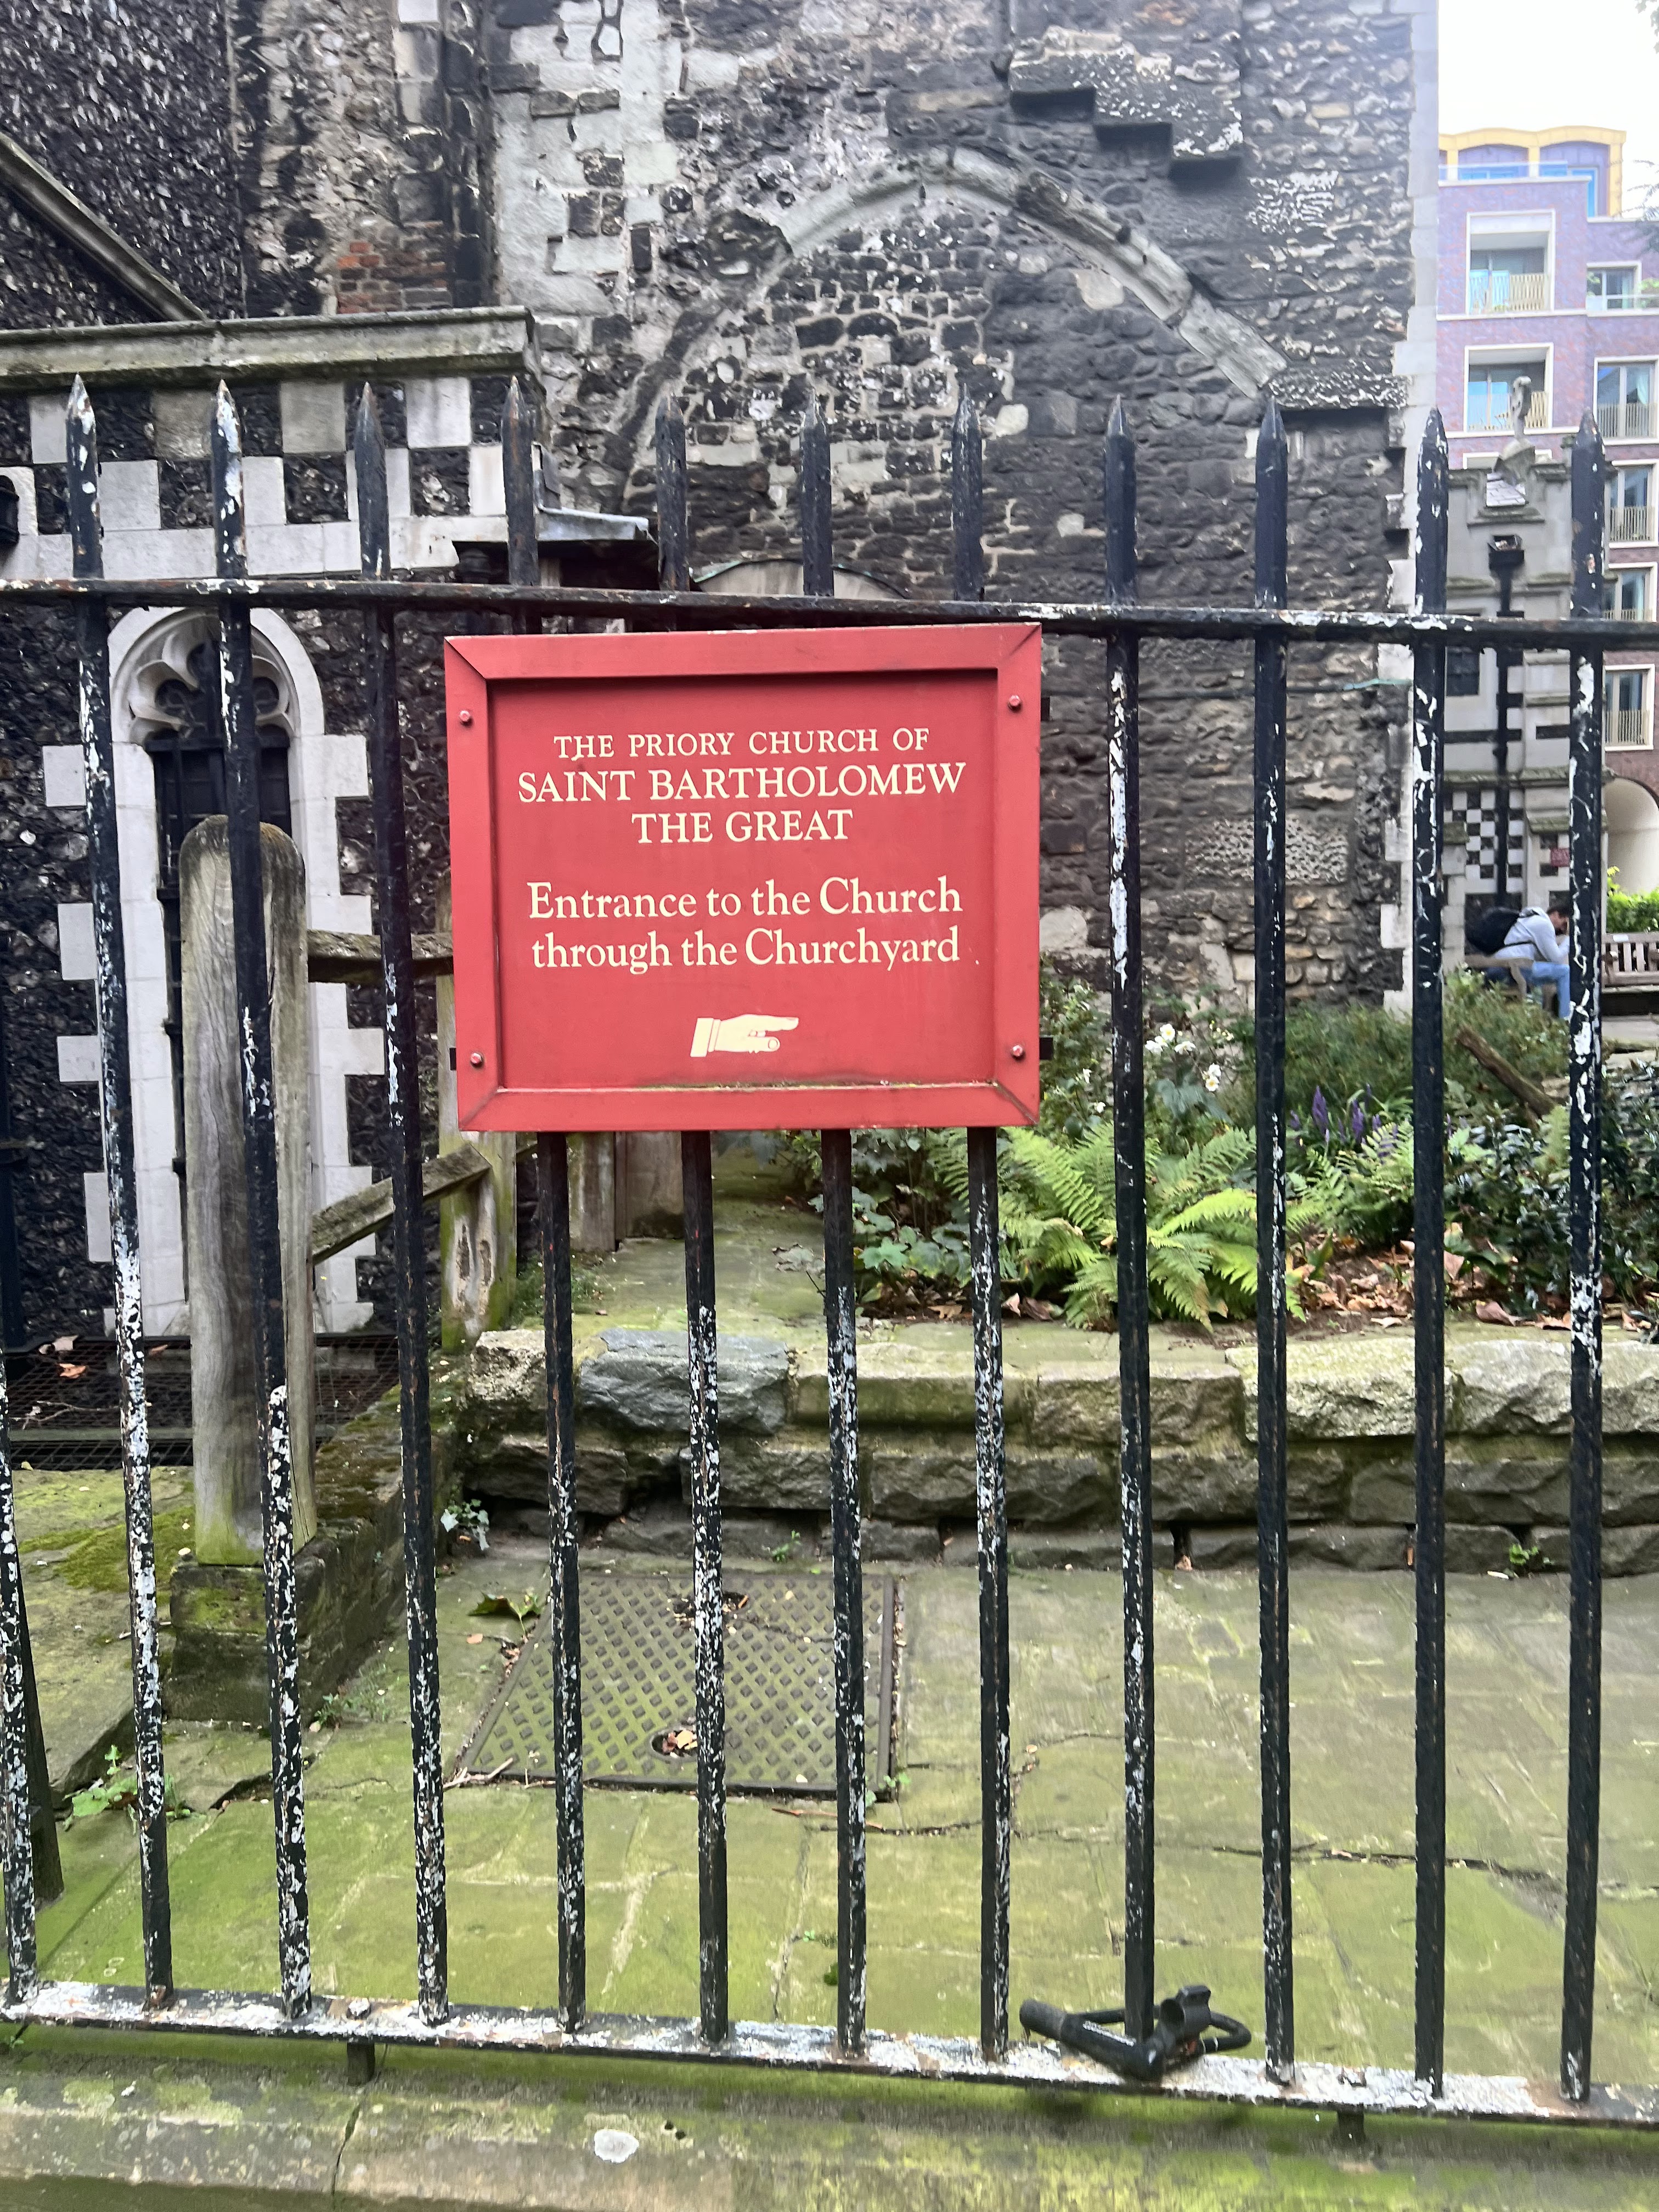 THE PRIORY CHURCH OF
SAINT BARTHOLOMEW
THE GREAT
Entrance to the Church
through the Churchyard